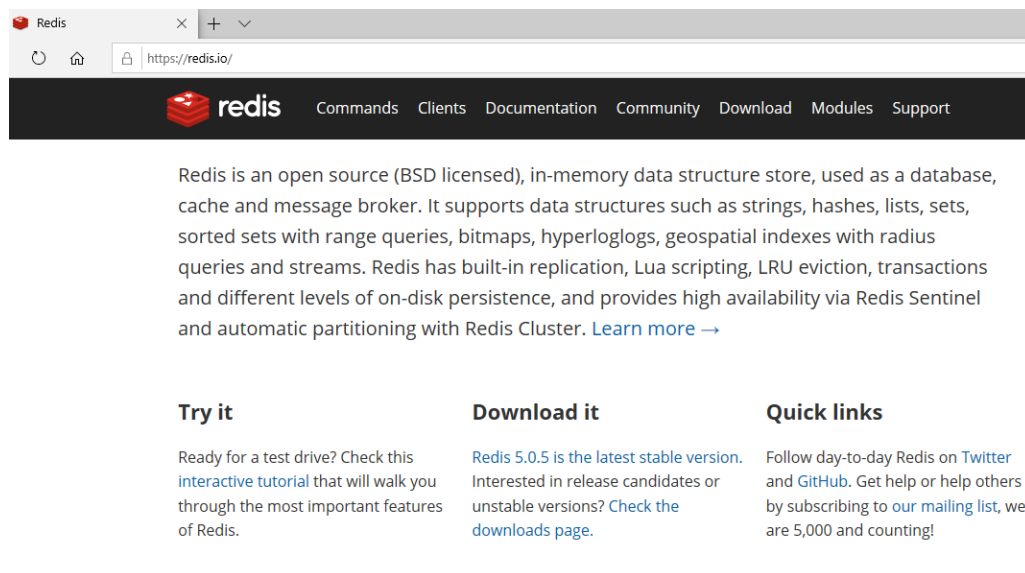 Redis
https://redis.io/
redis Commands Clients Documentation Community Download Modules Support
Redis is an open source (BSD licensed), in-memory data structure store, used as a database,
cache and message broker. It supports data structures such as strings, hashes, lists, sets,
sorted sets with range queries, bitmaps, hyperloglogs, geospatial indexes with radius
queries and streams. Redis has built-in replication, Lua scripting, LRU eviction, transactions
and different levels of on-disk persistence, and provides high availability via Redis Sentinel
and automatic partitioning with Redis Cluster. Learn more →
Try it
Ready for a test drive? Check this
interactive tutorial that will walk you
through the most important features
of Redis.
Download it
Redis 5.0.5 is the latest stable version.
Interested in release candidates or
unstable versions? Check the
downloads page.
Quick links
Follow day-to-day Redis on Twitter
and GitHub. Get help or help others
by subscribing to our mailing list, we
are 5,000 and counting!